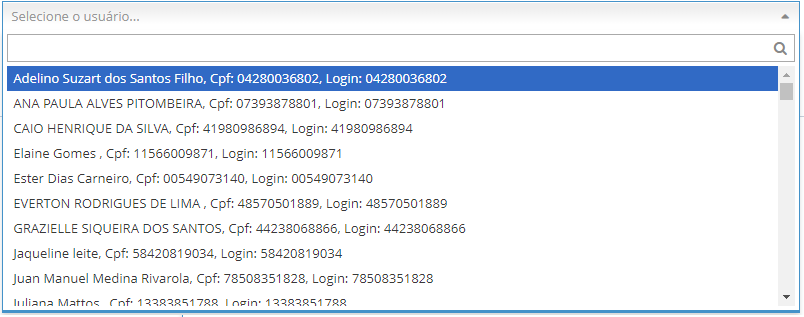 Selecione o usuário...
Adelino Suzart dos Santos Filho, Cpf: 04280036802, Login: 04280036802
ANA PAULA ALVES PITOMBEIRA, Cpf: 07393878801, Login: 07393878801
CAIO HENRIQUE DA SILVA, Cpf: 41980986894, Login: 41980986894
Elaine Gomes , Cpf: 11566009871, Login: 11566009871
Ester Dias Carneiro, Cpf: 00549073140, Login: 00549073140
EVERTON RODRIGUES DE LIMA , Cpf: 48570501889, Login: 48570501889
GRAZIELLE SIQUEIRA DOS SANTOS, Cpf: 44238068866, Login: 44238068866
Jaqueline leite, Cpf: 58420819034, Login: 58420819034
Juan Manuel Medina Rivarola, Cpf: 78508351828, Login: 78508351828
Juliana Mattos , Cpf: 13383851788, Login: 13383851788